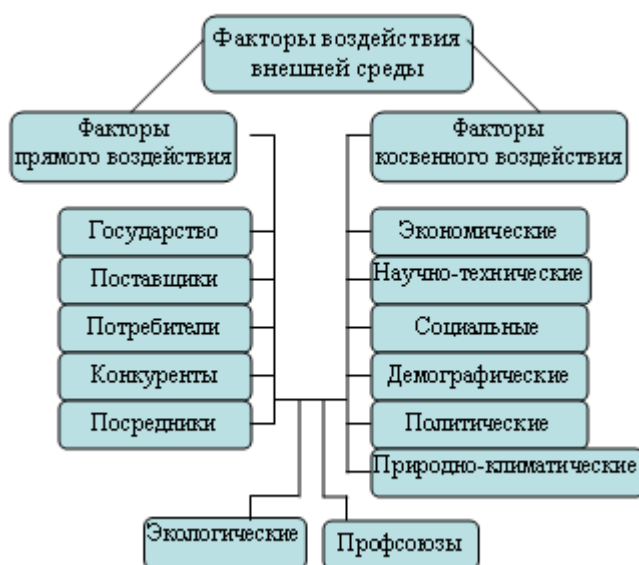 Факторы воздействия
внешней среды
Факторы
прямого воздействия
Факторы
косвенного воздействия
Государство
Поставщики
Потребители
Конкуренты
Посредники
Экономические
Научно-технические
Социальные
Демографические
Политические
Природно-климатические
Экологические
Профсоюзы